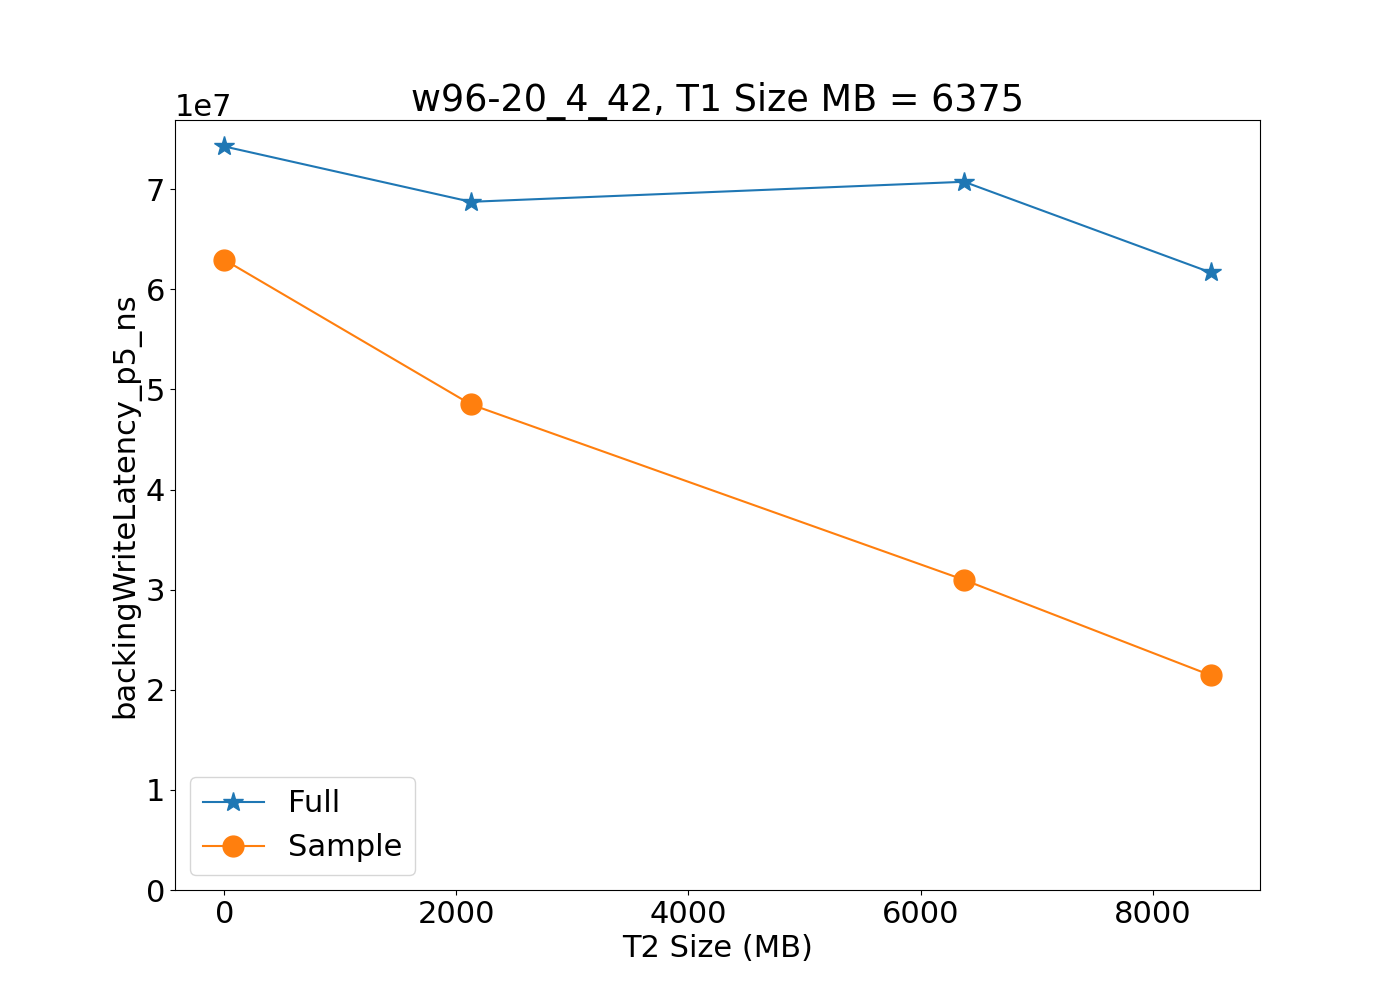 w96-20_4_42, T1 Size MB = 6375
1e7
7
6
5
4
3
2
1
0
backingWriteLatency_p5_ns
Full
Sample
0 2000 4000 6000 8000
T2 Size (MB)